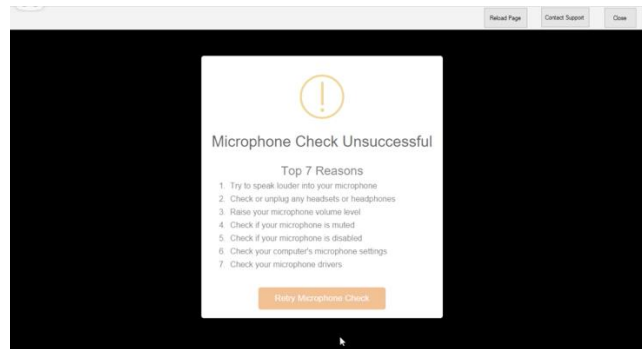 Reload Page
Contact Support
Close
Microphone Check Unsuccessful
Top 7 Reasons
1. Try to speak louder into your microphone
2. Check or unplug any headsets or headphones
3. Raise your microphone volume level
4. Check if your microphone is muted
5. Check if your microphone is disabled
6. Check your computer's microphone settings
7. Check your microphone drivers
Retry Microphone Check